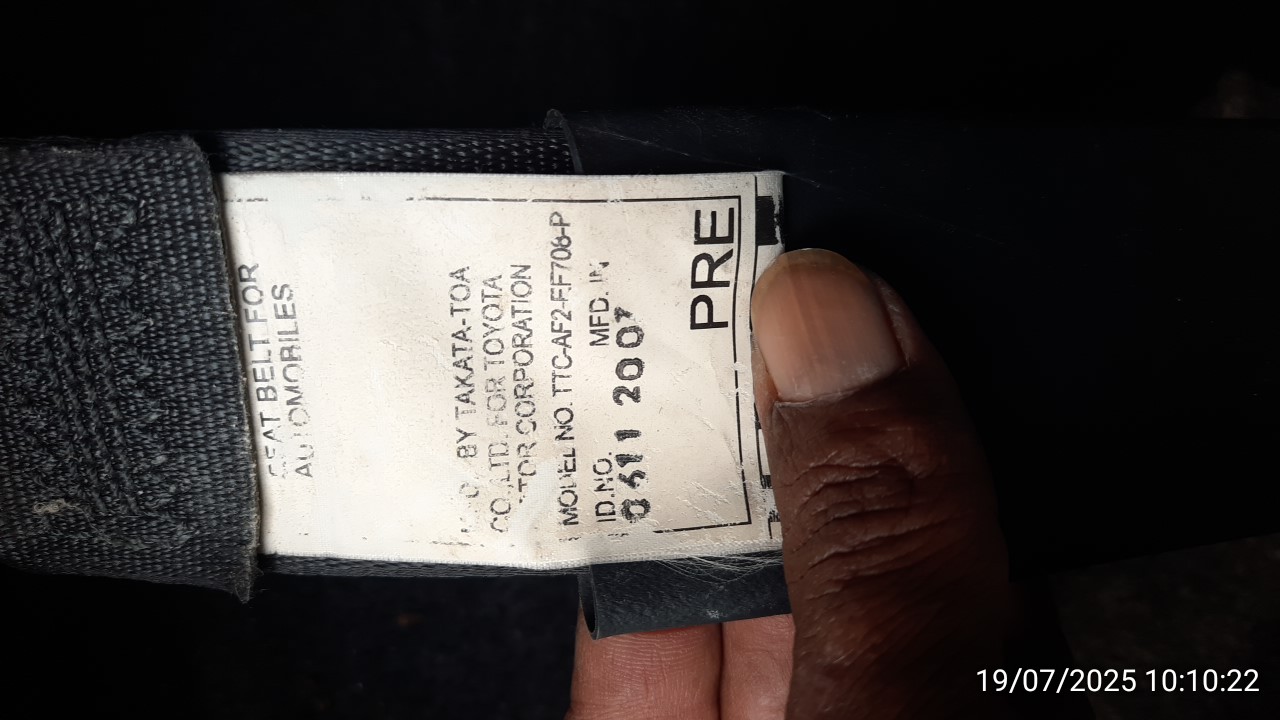 SEAT BELT FOR
AUTOMOBILES
BY TAKATA-TOA
CO.,LTD. FOR TOYOTA
CORPORATION
MODEL NO. TTC-AF2-FF706-P
ID.NO. MFD. IN
2007
PRE
19/07/2025 10:10:22